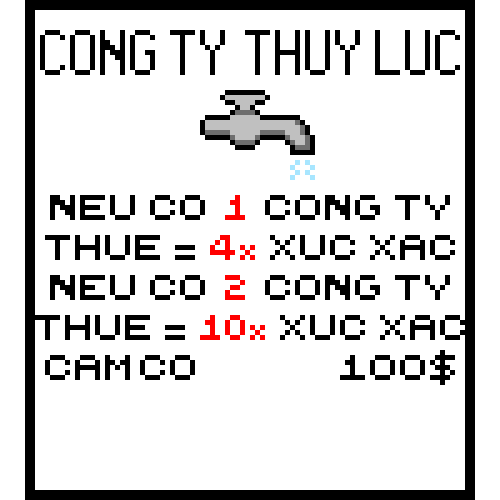 CONG TY THUY LUC
NEU CO 1 CONG TY
THUE = 4x XUC XAC
NEU CO 2 CONG TY
THUE = 10x XUC XAC
CAM CO 100$